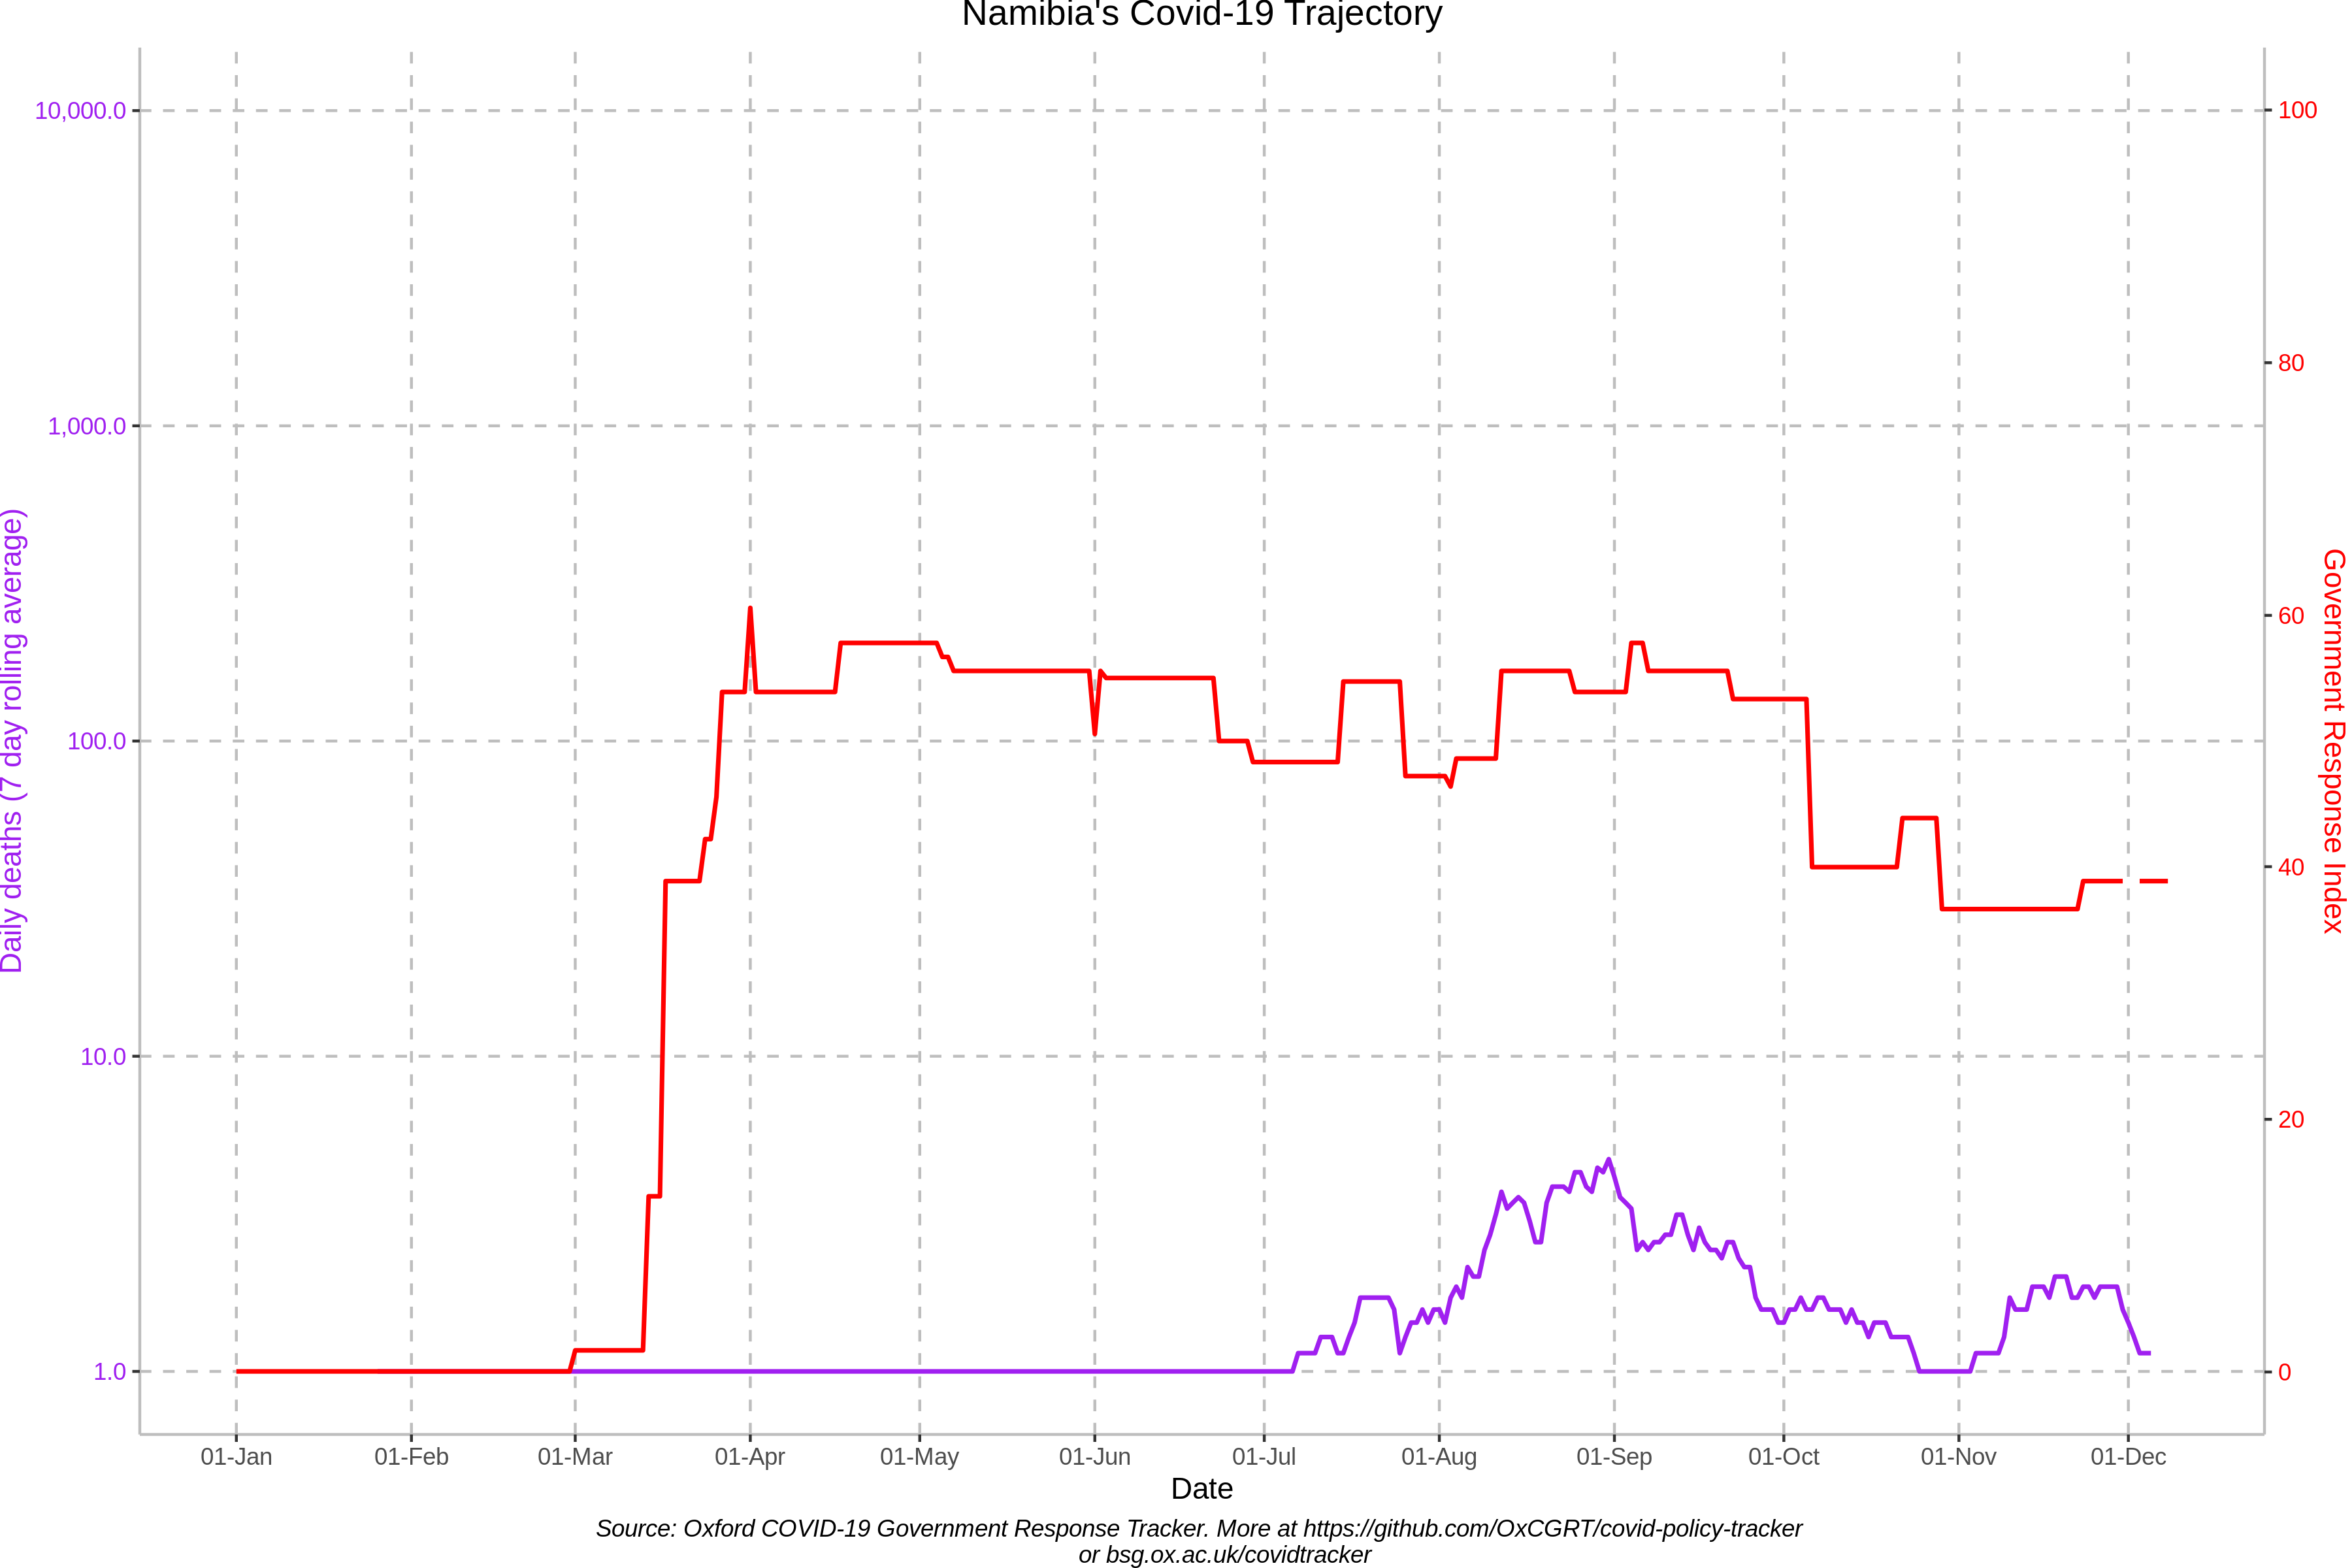 Namibia's Covid-19 Trajectory
10,000.0
1,000.0
100.0
10.0
1.0
Daily deaths (7 day rolling average)
100
80
60
40
20
0
Government Response Index
01-Jan 01-Feb 01-Mar 01-Apr 01-May 01-Jun 01-Jul 01-Aug 01-Sep 01-Oct 01-Nov 01-Dec
Date
Source: Oxford COVID-19 Government Response Tracker. More at https://github.com/OxCGRT/covid-policy-tracker
or bsg.ox.ac.uk/covidtracker